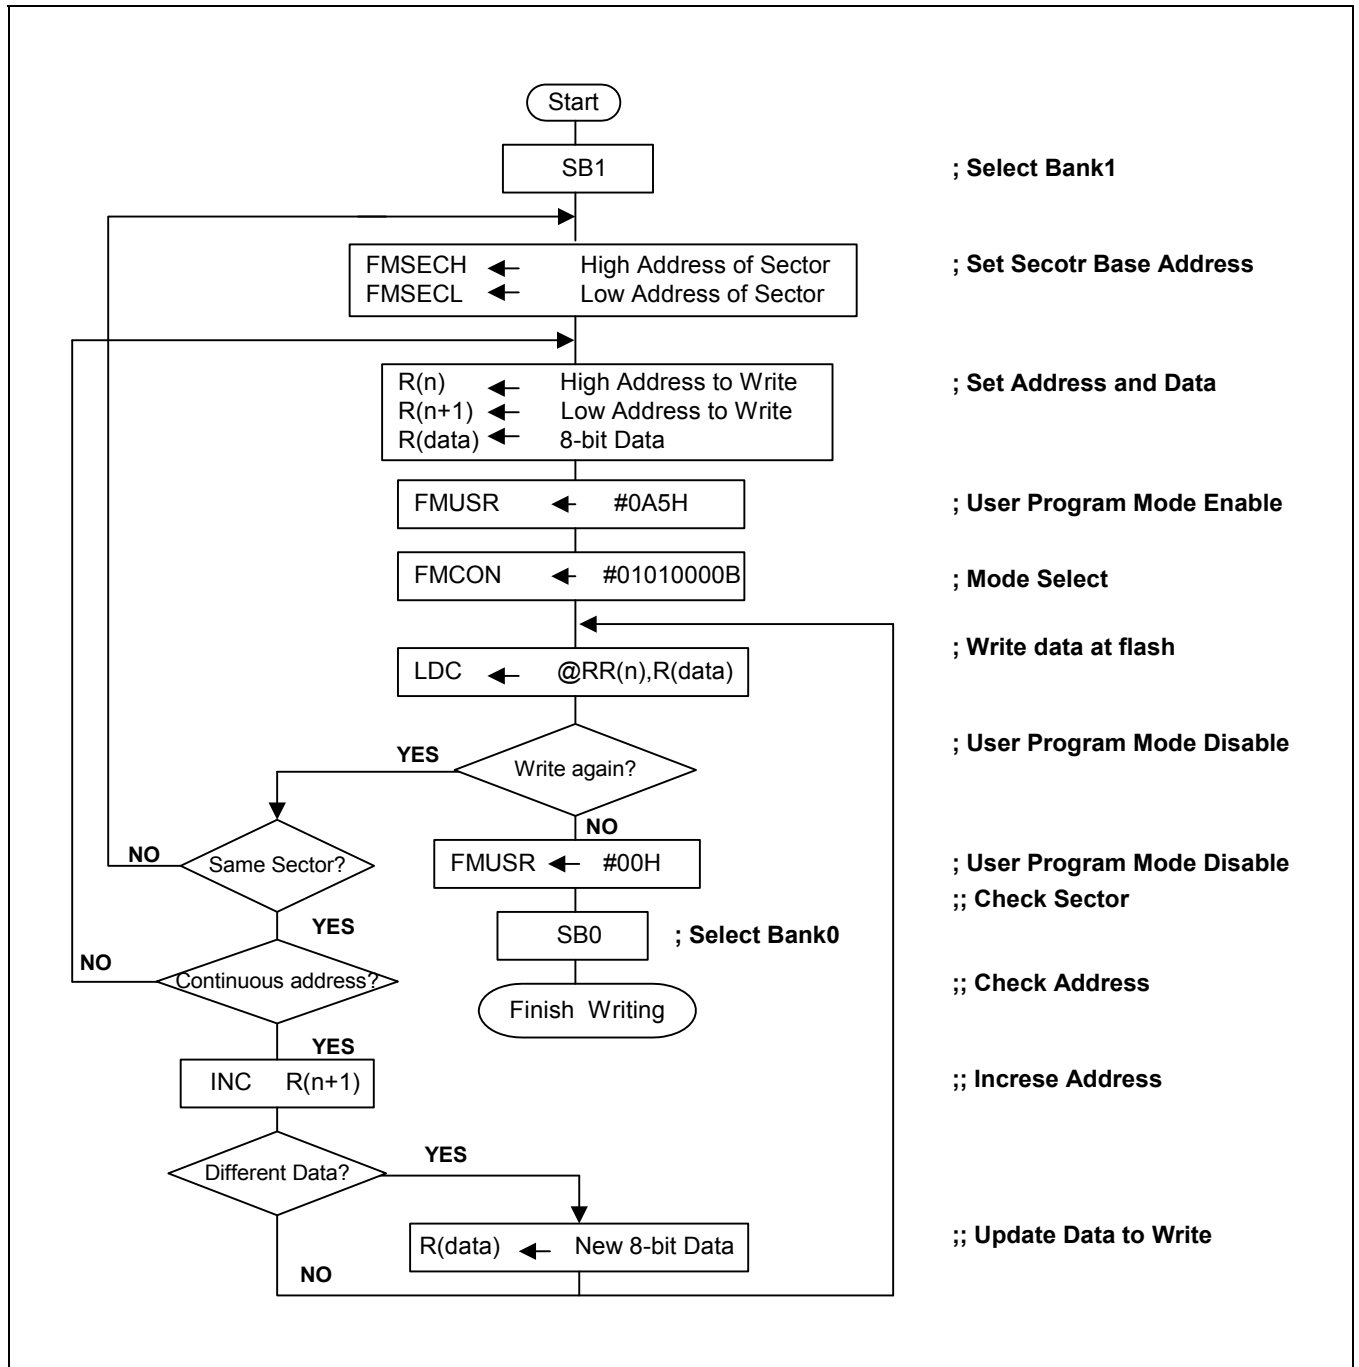 Start
SB1 ; Select Bank1
FMSECH High Address of Sector ; Set Secotr Base Address
FMSECL Low Address of Sector
R(n) High Address to Write ; Set Address and Data
R(n+1) Low Address to Write
R(data) 8-bit Data
FMUSR #0A5H ; User Program Mode Enable
FMCON #01010000B ; Mode Select
; Write data at flash
LDC @RR(n),R(data)
; User Program Mode Disable
YES
Write again?
NO
NO Same Sector? FMUSR #00H ; User Program Mode Disable
;; Check Sector
YES
SB0 ; Select Bank0
NO
Continuous address? ;; Check Address
Finish Writing
YES
INC R(n+1) ;; Increse Address
YES
Different Data?
R(data) New 8-bit Data ;; Update Data to Write
NO